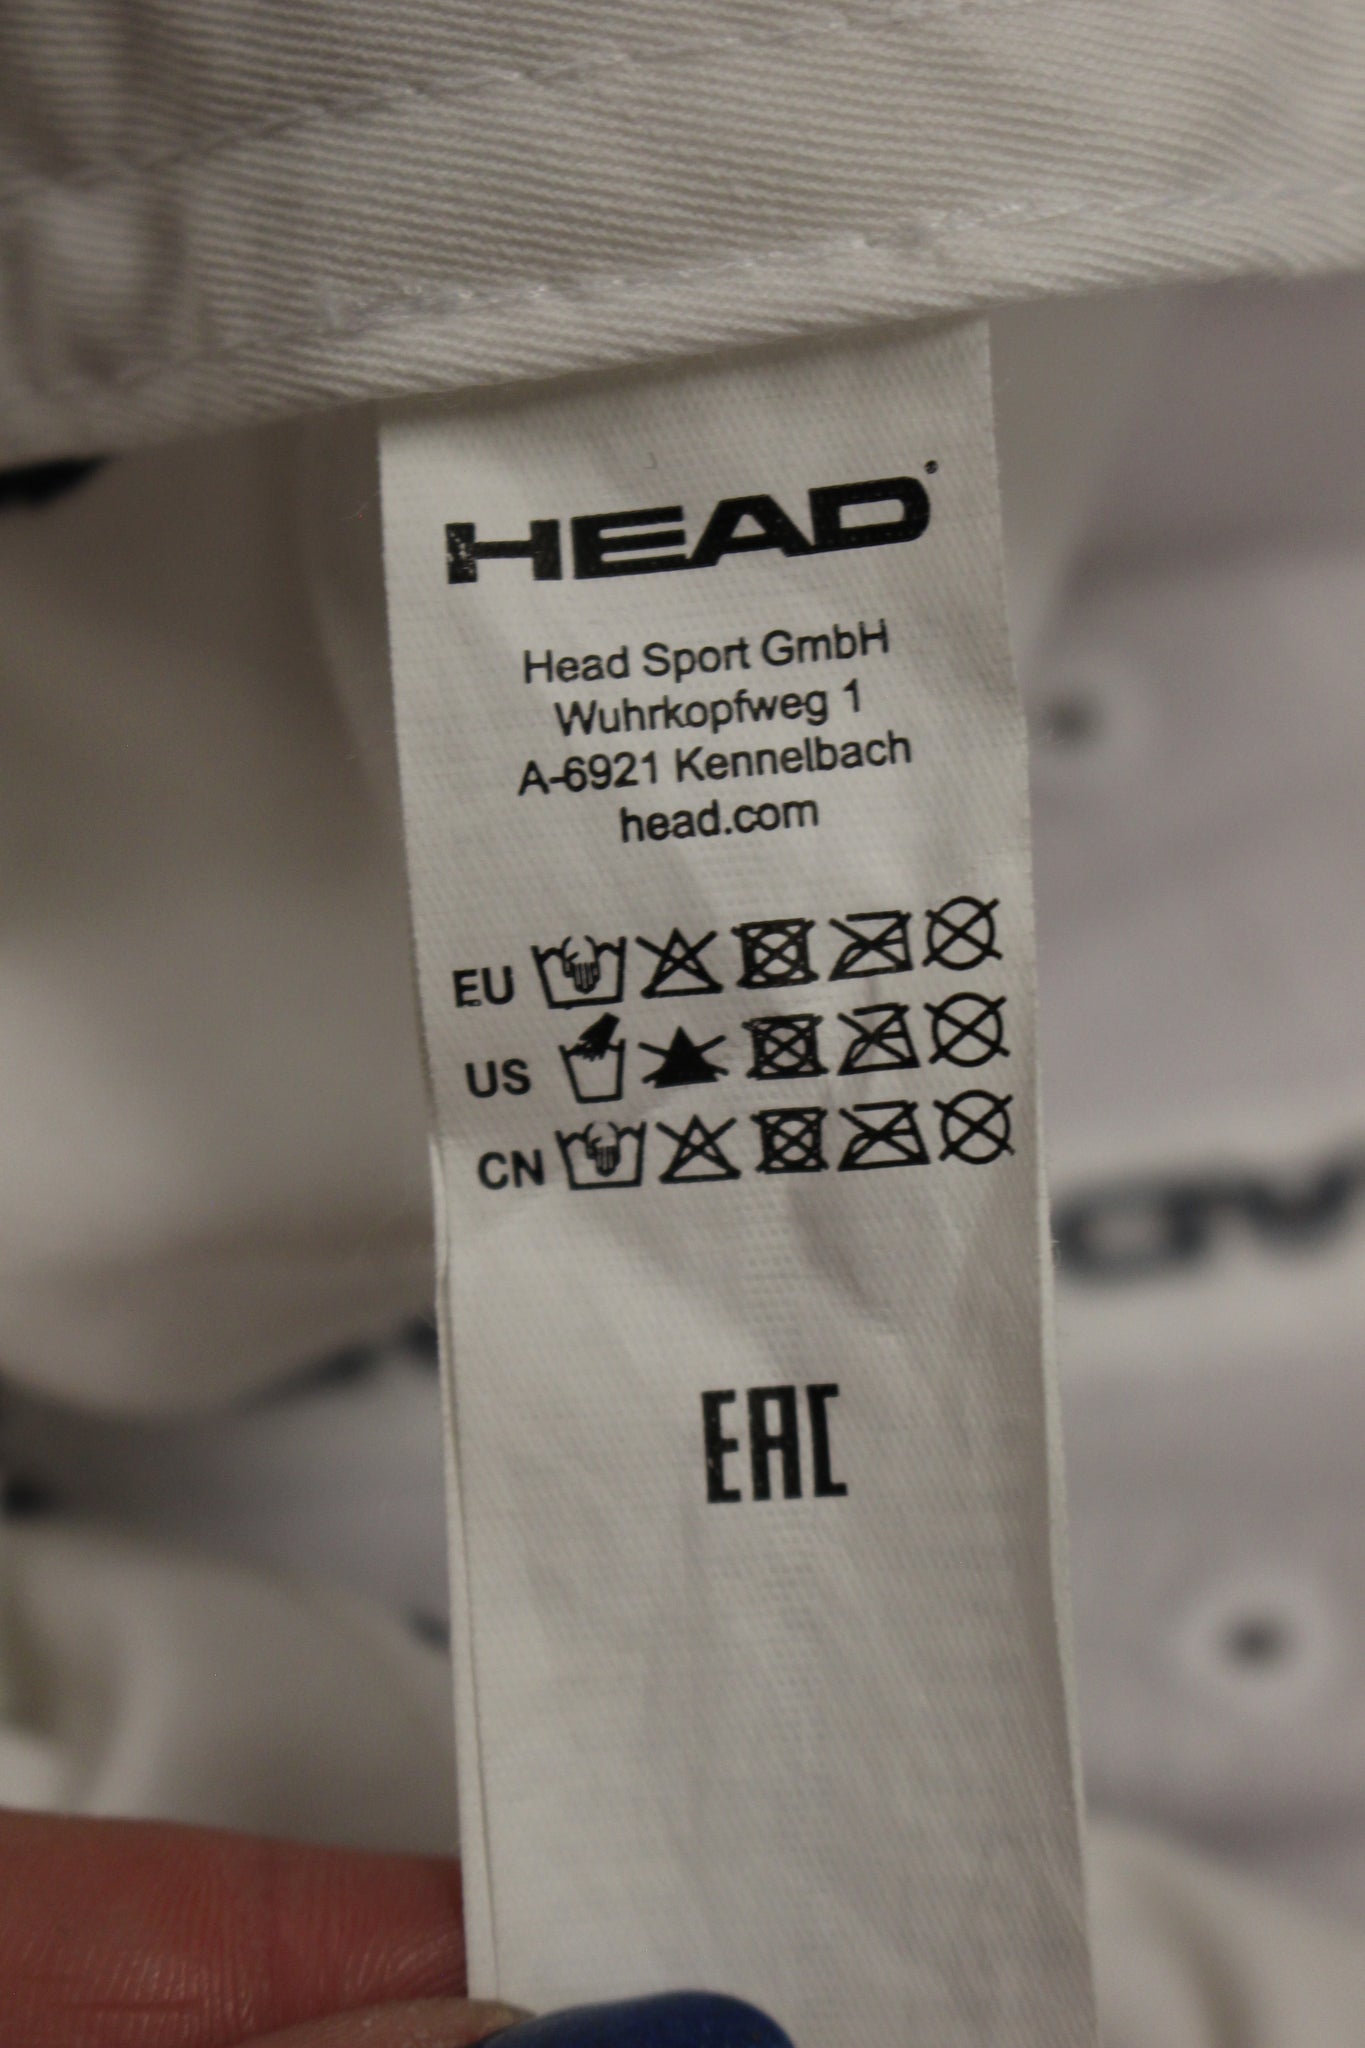 HEAD
Head Sport GmbH
Wuhrkopfweg 1
A-6921 Kennelbach
head.com
EU
US
CN
EAC